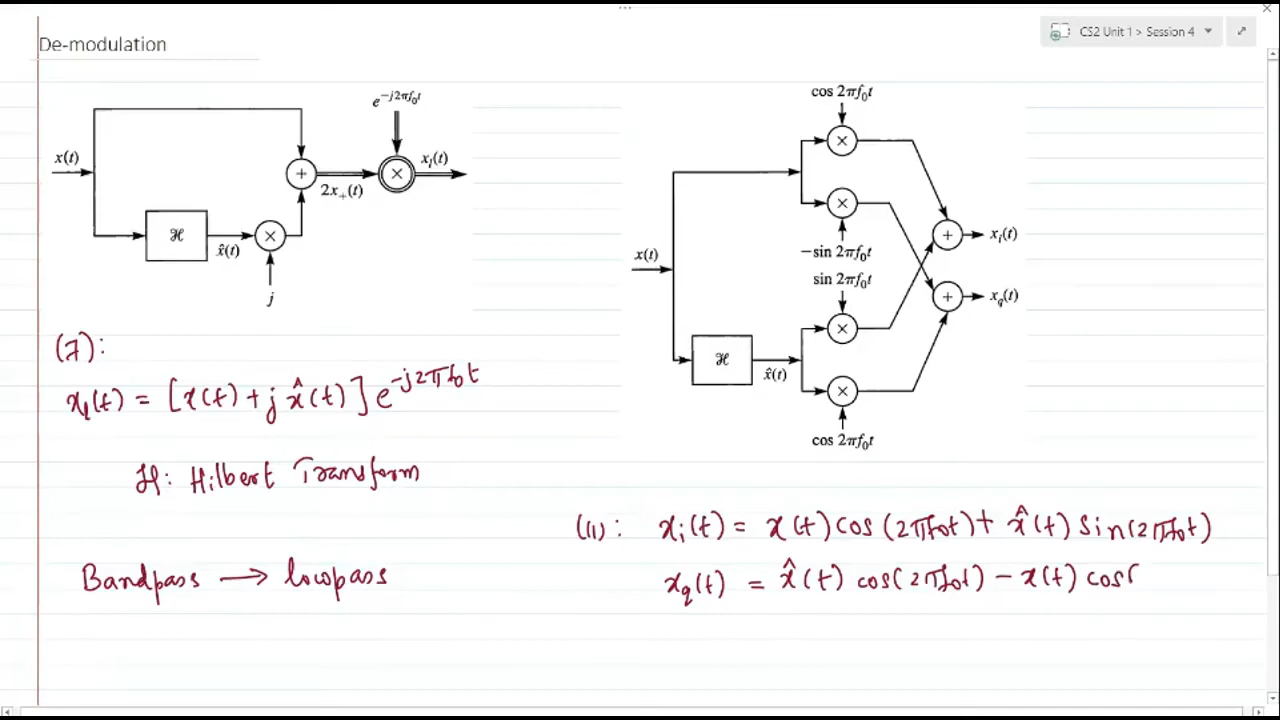 De-modulation
CS2 Unit 1 > Session 4
e^{-j2πf₀t}
x(t)
+
×
x_l(t)
2x₊(t)
ℋ
x̂(t)
×
j
(7):
x_l(t) = [x(t) + j x̂(t)] e^{-j2πf₀t}
ℋ: Hilbert Transform
Bandpass → lowpass
cos 2πf₀t
×
×
−sin 2πf₀t
+
x_i(t)
x(t)
sin 2πf₀t
+
x_q(t)
×
ℋ
x̂(t)
×
cos 2πf₀t
(11): x_i(t) = x(t) cos (2πf₀t) + x̂(t) Sin(2πf₀t)
x_q(t) = x̂(t) cos(2πf₀t) − x(t) cos(